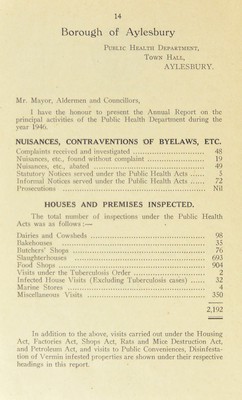 14
Borough of Aylesbury
Public Health Department,
Town Hall,
AYLESBURY.
Mr. Mayor, Aldermen and Councillors,
I have the honour to present the Annual Report on the
principal activities of the Public Health Department during the
year 1946.
NUISANCES, CONTRAVENTIONS OF BYELAWS, ETC.
Complaints received and investigated ........ 48
Nuisances, etc., found without complaint ........ 19
Nuisances, etc., abated ........ 49
Statutory Notices served under the Public Health Acts ...... 5
Informal Notices served under the Public Health Acts ...... 72
Prosecutions ........ Nil
HOUSES AND PREMISES INSPECTED.
The total number of inspections under the Public Health
Acts was as follows :—
Dairies and Cowsheds ........ 98
Bakehouses ........ 35
Butchers' Shops ........ 76
Slaughterhouses ........ 693
Food Shops ........ 904
Visits under the Tuberculosis Order ........ 2
Infected House Visits (Excluding Tuberculosis cases) ...... 32
Marine Stores ........ 4
Miscellaneous Visits ........ 350
2,192
In addition to the above, visits carried out under the Housing
Act, Factories Act, Shops Act, Rats and Mice Destruction Act,
and Petroleum Act, and visits to Public Conveniences, Disinfesta-
tion of Vermin infested properties are shown under their respective
headings in this report.